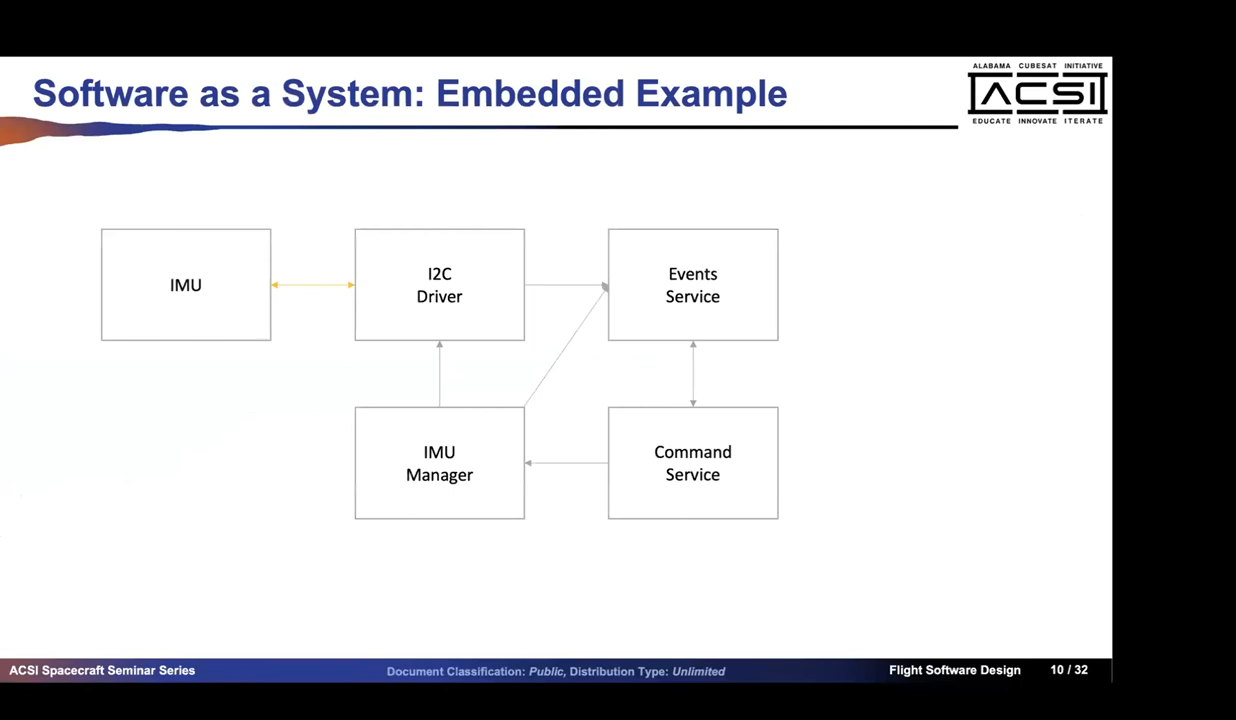 Software as a System: Embedded Example
ALABAMA CUBESAT INITIATIVE
ACSI
EDUCATE INNOVATE ITERATE
IMU
I2C
Driver
Events
Service
IMU
Manager
Command
Service
ACSI Spacecraft Seminar Series
Document Classification: Public, Distribution Type: Unlimited
Flight Software Design
10 / 32